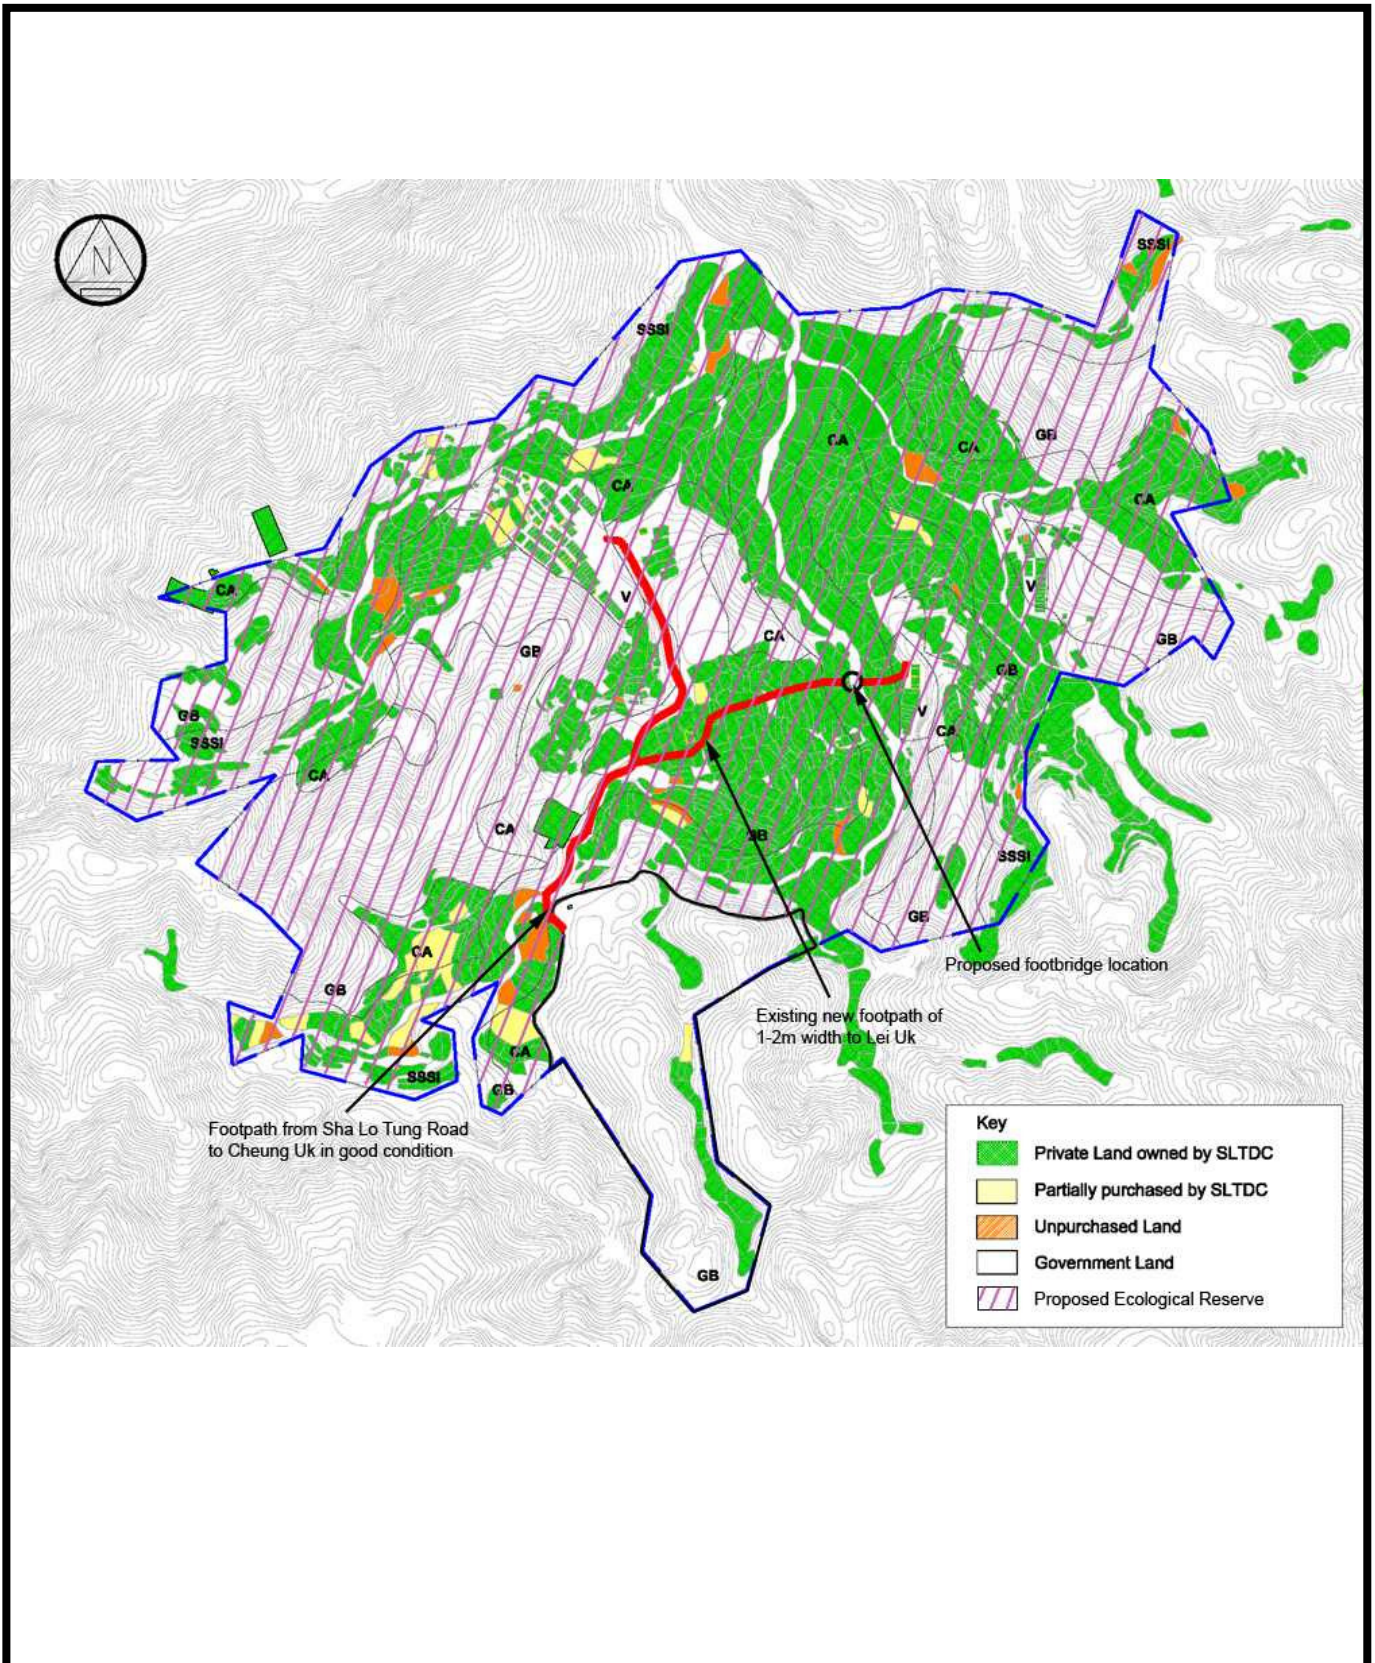 N
SSSI
SSSI
GB
CA
CA
CA
CA
CA
V
V
CA
GB
GB
GB
GB
SSSI
V
CA
CA
CA
GB
SSSI
GB
CA
GB
Proposed footbridge location
Existing new footpath of
1-2m width to Lei Uk
CA
SSSI
GB
Footpath from Sha Lo Tung Road
to Cheung Uk in good condition
GB
Key
Private Land owned by SLTDC
Partially purchased by SLTDC
Unpurchased Land
Government Land
Proposed Ecological Reserve